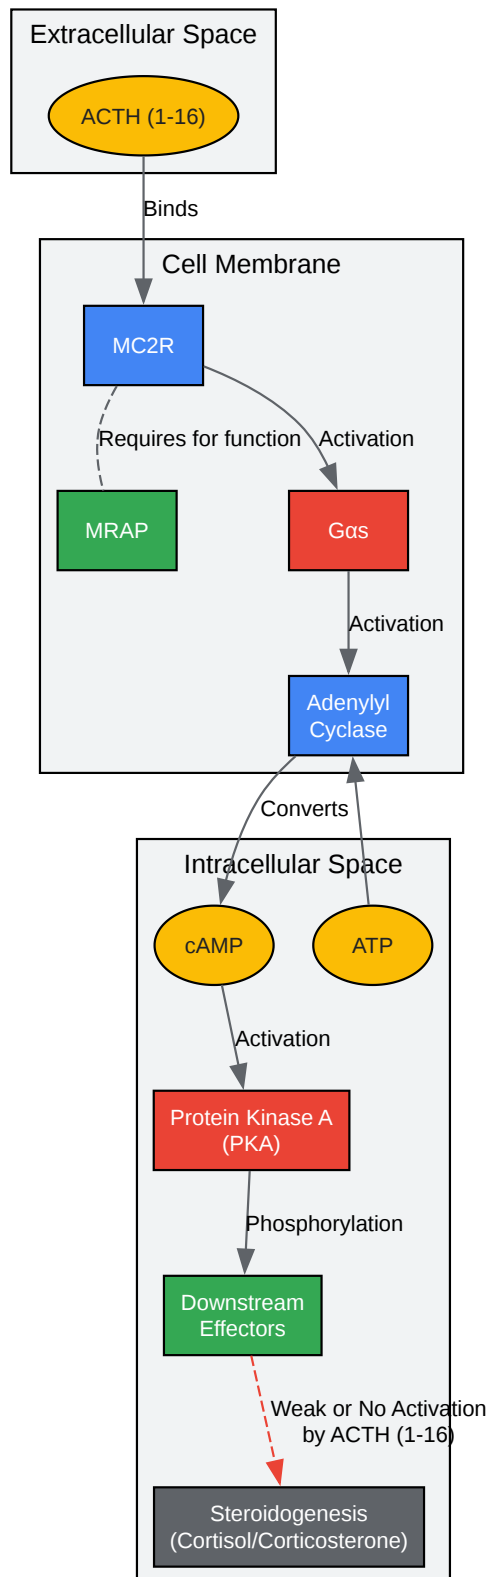 Extracellular Space
ACTH (1-16)
Binds
Cell Membrane
MC2R
Requires for function
Activation
MRAP
Gαs
Activation
Adenylyl
Cyclase
Converts
Intracellular Space
cAMP
ATP
Activation
Protein Kinase A
(PKA)
Phosphorylation
Downstream
Effectors
Weak or No Activation
by ACTH (1-16)
Steroidogenesis
(Cortisol/Corticosterone)